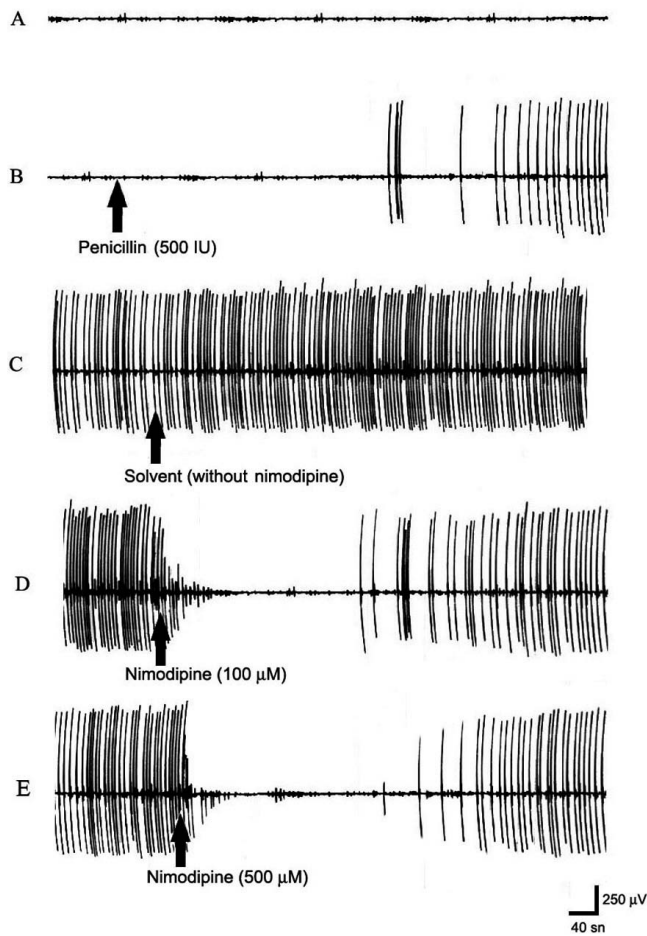 A
B
Penicillin (500 IU)
C
Solvent (without nimodipine)
D
Nimodipine (100 µM)
E
Nimodipine (500 µM)
250 µV
40 sn